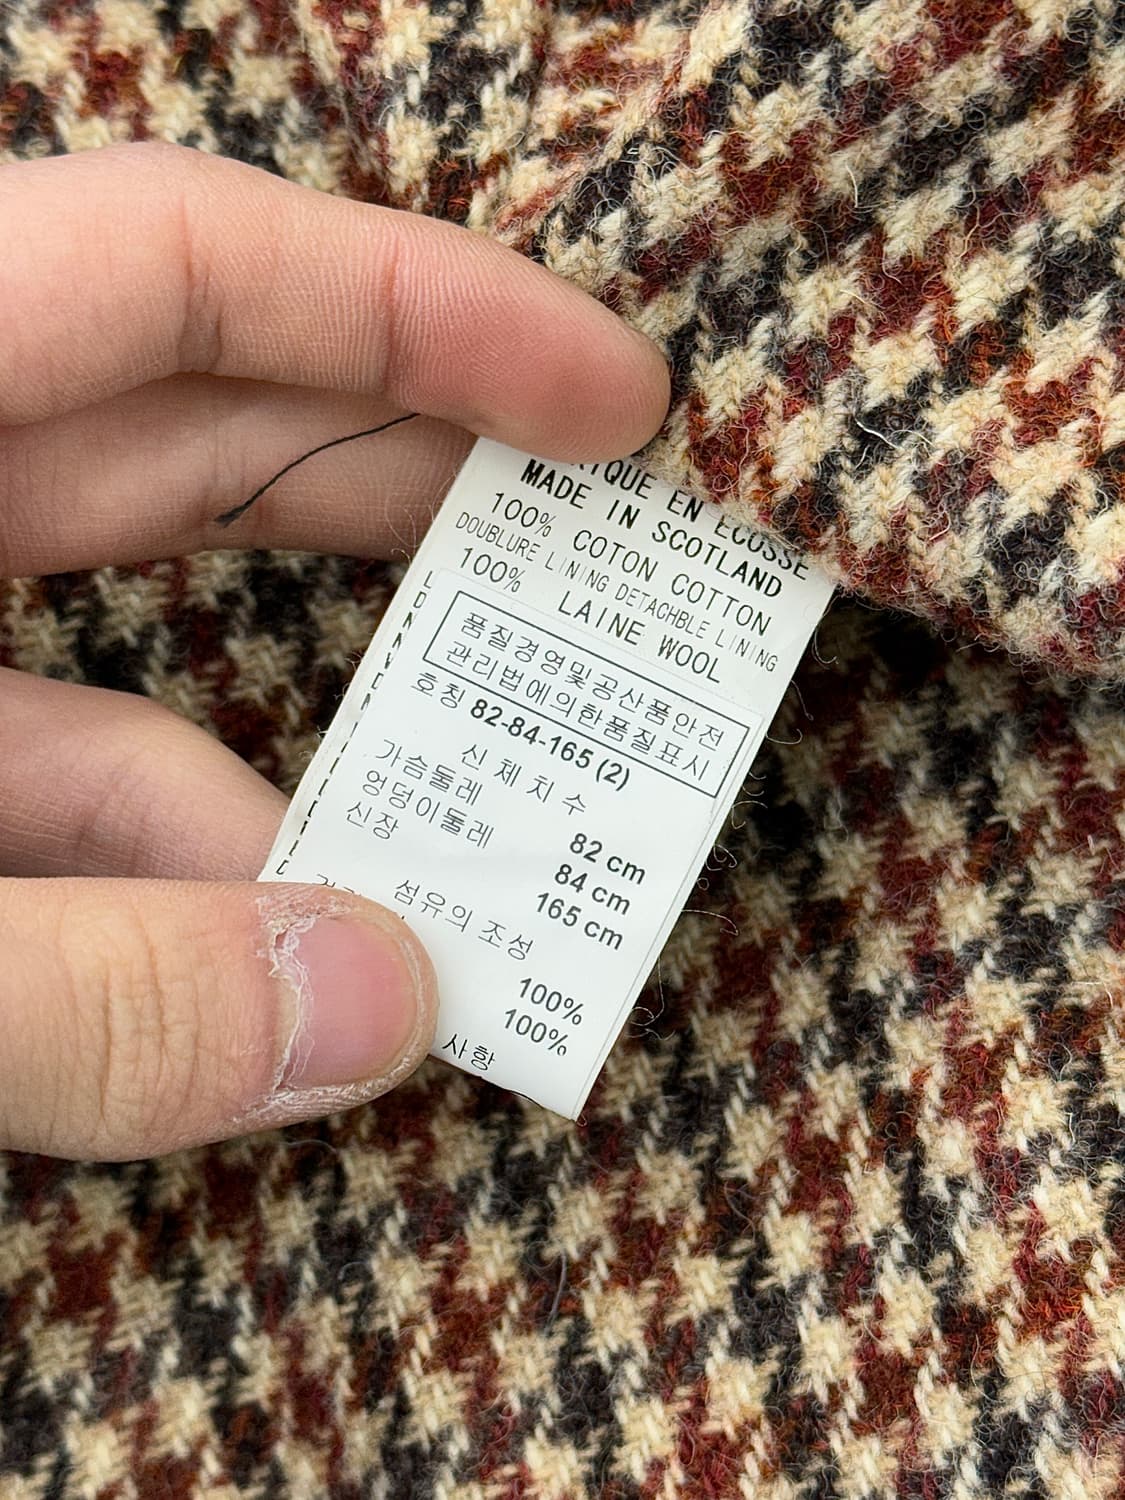 EN ECOSSE
MADE IN SCOTLAND
100% COTON COTTON
DOUBLURE LINING DETACHBLE LINING
100% LAINE WOOL
품질경영및공산품안전
관리법에의한품질표시
호칭 82-84-165 (2)
신 체 치 수
가슴둘레 82 cm
엉덩이둘레 84 cm
신장 165 cm
섬유의 조성
100%
100%
사항